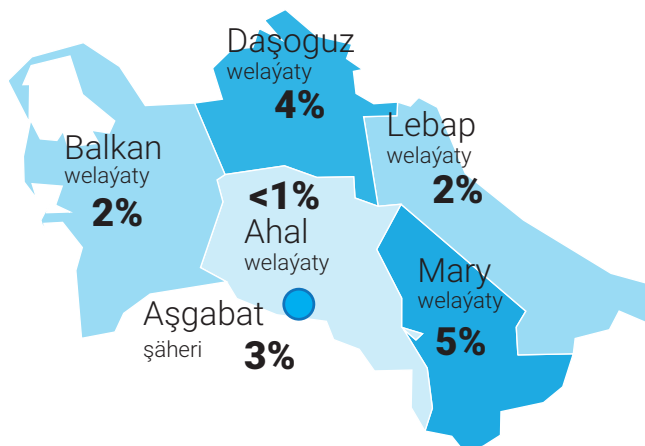 Daşoguz
welaýaty
4%
Lebap
welaýaty
2%
Balkan
welaýaty
2%
<1%
Ahal
welaýaty
Mary
welaýaty
5%
Aşgabat
şäheri
3%